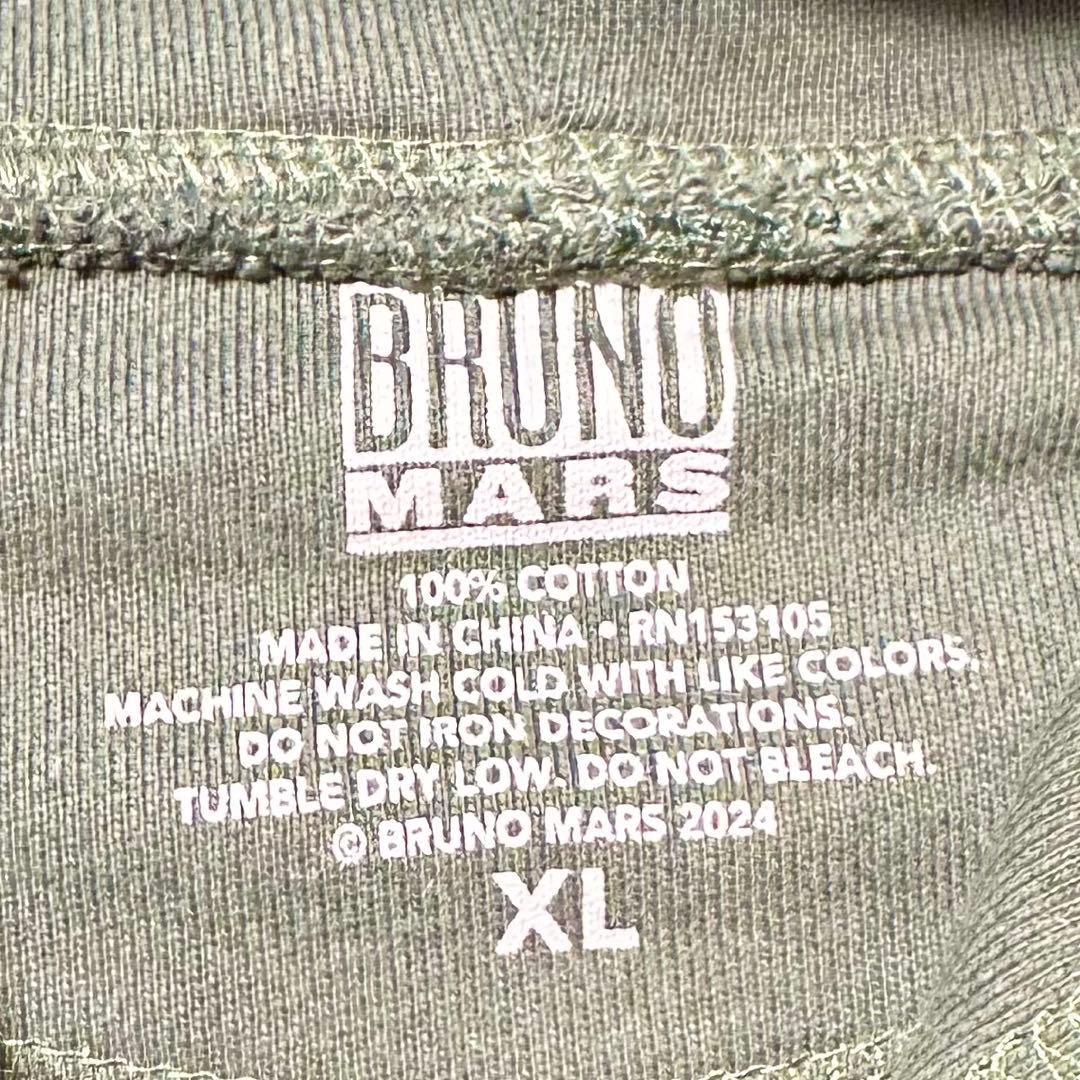 BRUNO
MARS
100% COTTON
MADE IN CHINA • RN153105
MACHINE WASH COLD WITH LIKE COLORS.
DO NOT IRON DECORATIONS.
TUMBLE DRY LOW. DO NOT BLEACH.
© BRUNO MARS 2024
XL